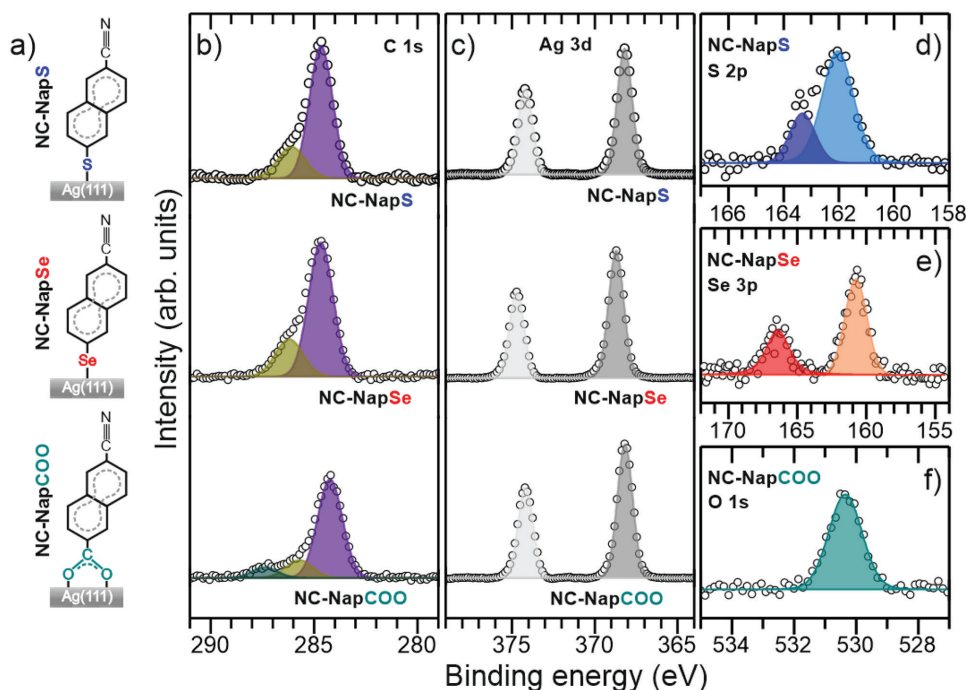 a)
N
C
NC-NapS
S
Ag(111)
N
C
NC-NapSe
Se
Ag(111)
N
C
NC-NapCOO
C
O O
Ag(111)
Intensity (arb. units)
b) C 1s
NC-NapS
NC-NapSe
NC-NapCOO
290 285 280
c) Ag 3d
NC-NapS
NC-NapSe
NC-NapCOO
375 370 365
Binding energy (eV)
NC-NapS d)
S 2p
166 164 162 160 158
NC-NapSe e)
Se 3p
170 165 160 155
NC-NapCOO f)
O 1s
534 532 530 528